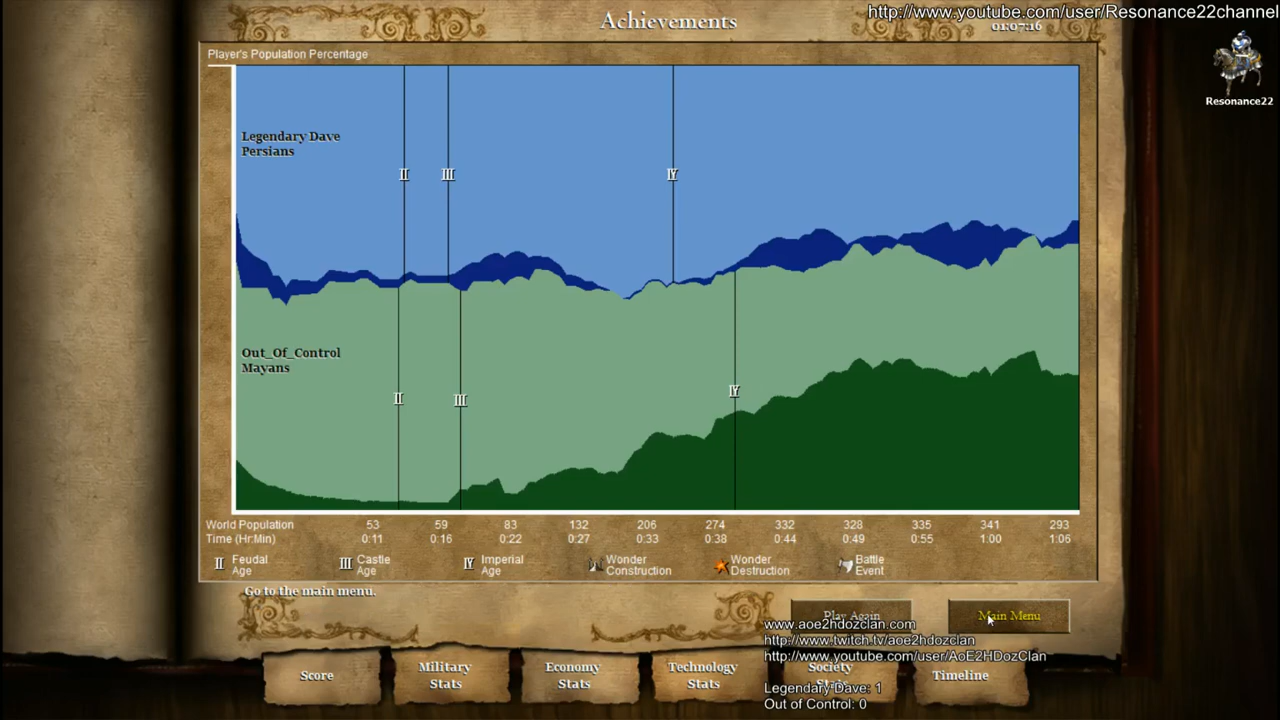 Achievements
http://www.youtube.com/user/Resonance22channel
01:07:16
Player's Population Percentage
Resonance22
Legendary Dave
Persians
II
III
IV
Out_Of_Control
Mayans
II
III
IV
World Population 53 59 83 132 206 274 332 328 335 341 293
Time (Hr:Min) 0:11 0:16 0:22 0:27 0:33 0:38 0:44 0:49 0:55 1:00 1:06
II Feudal Age
III Castle Age
IV Imperial Age
Wonder Construction
Wonder Destruction
Battle Event
Go to the main menu.
Play Again
Main Menu
www.aoe2hdozclan.com
http://www.twitch.tv/aoe2hdozclan
http://www.youtube.com/user/AoE2HDozClan
Score
Military Stats
Economy Stats
Technology Stats
Society Stats
Timeline
Legendary Dave: 1
Out of Control: 0